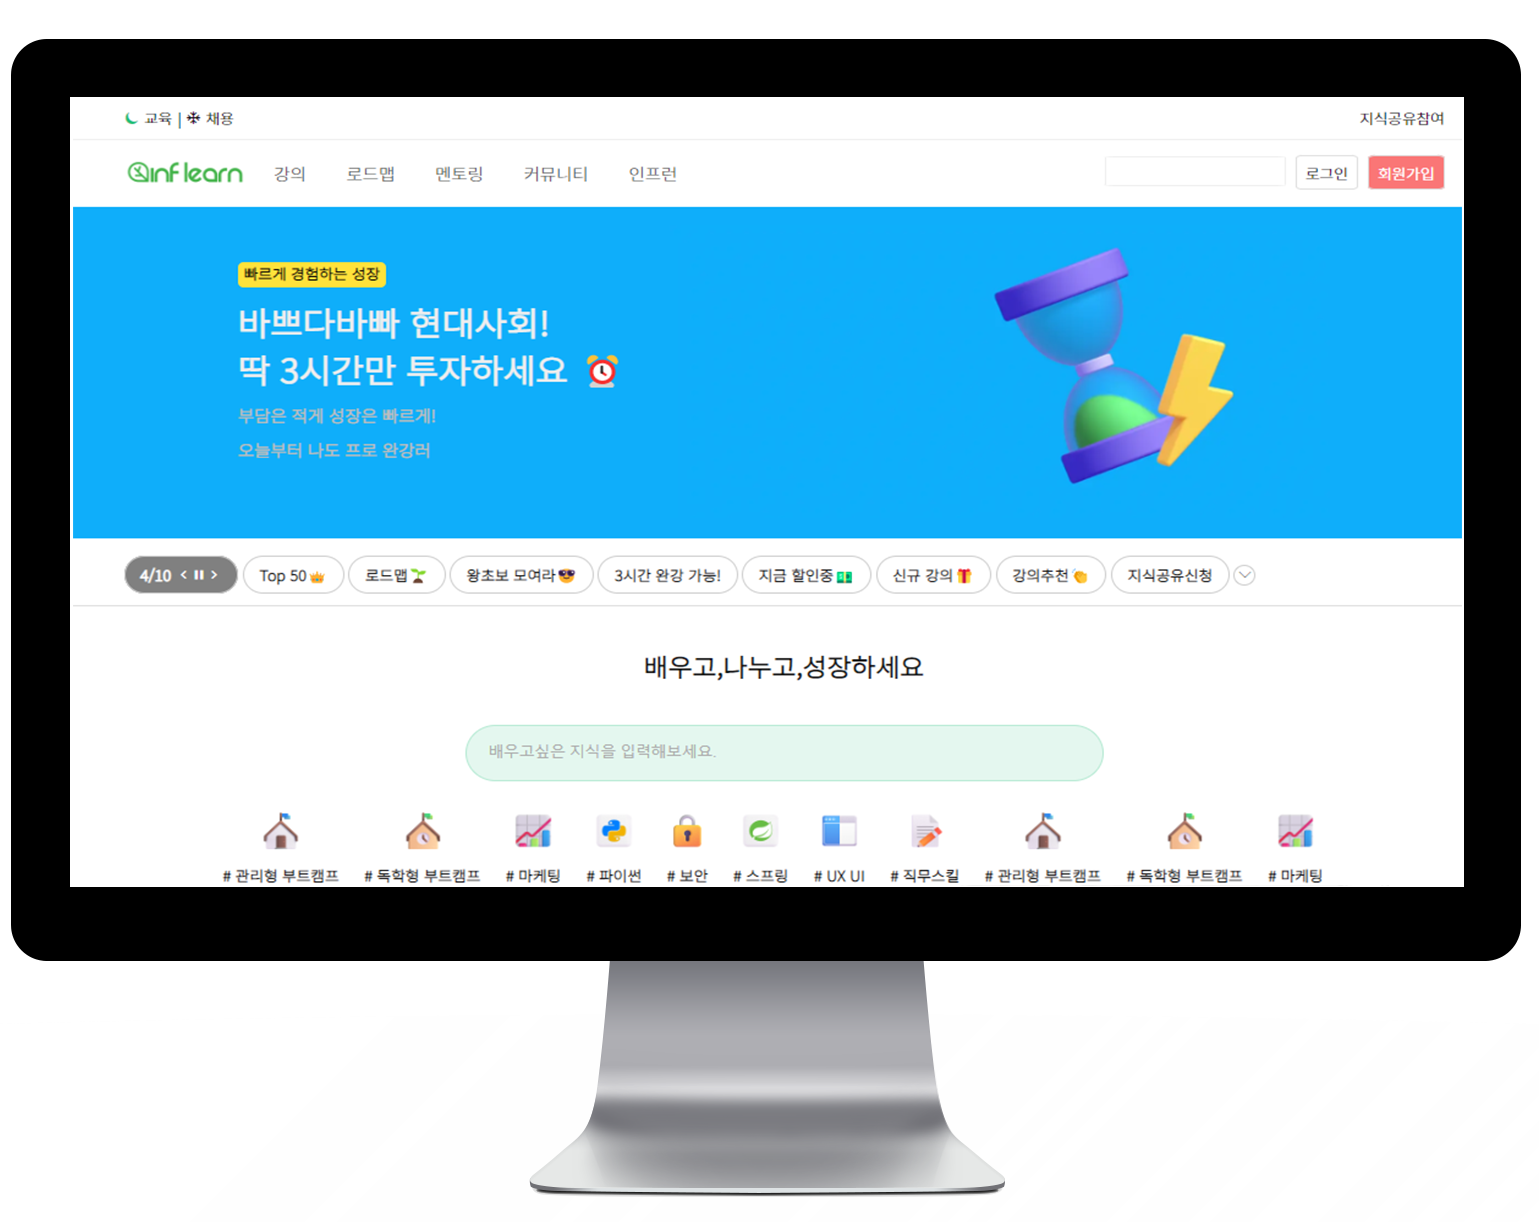 교육 | 채용
지식공유참여
inflearn 강의 로드맵 멘토링 커뮤니티 인프런 로그인 회원가입
빠르게 경험하는 성장
바쁘다바빠 현대사회!
딱 3시간만 투자하세요
부담은 적게 성장은 빠르게!
오늘부터 나도 프로 완강러
4/10 < > Top 50 로드맵 왕초보 모여라 3시간 완강 가능! 지금 할인중 신규 강의 강의추천 지식공유신청
배우고,나누고,성장하세요
배우고싶은 지식을 입력해보세요.
# 관리형 부트캠프 # 독학형 부트캠프 # 마케팅 # 파이썬 # 보안 # 스프링 # UX UI # 직무스킬 # 관리형 부트캠프 # 독학형 부트캠프 # 마케팅